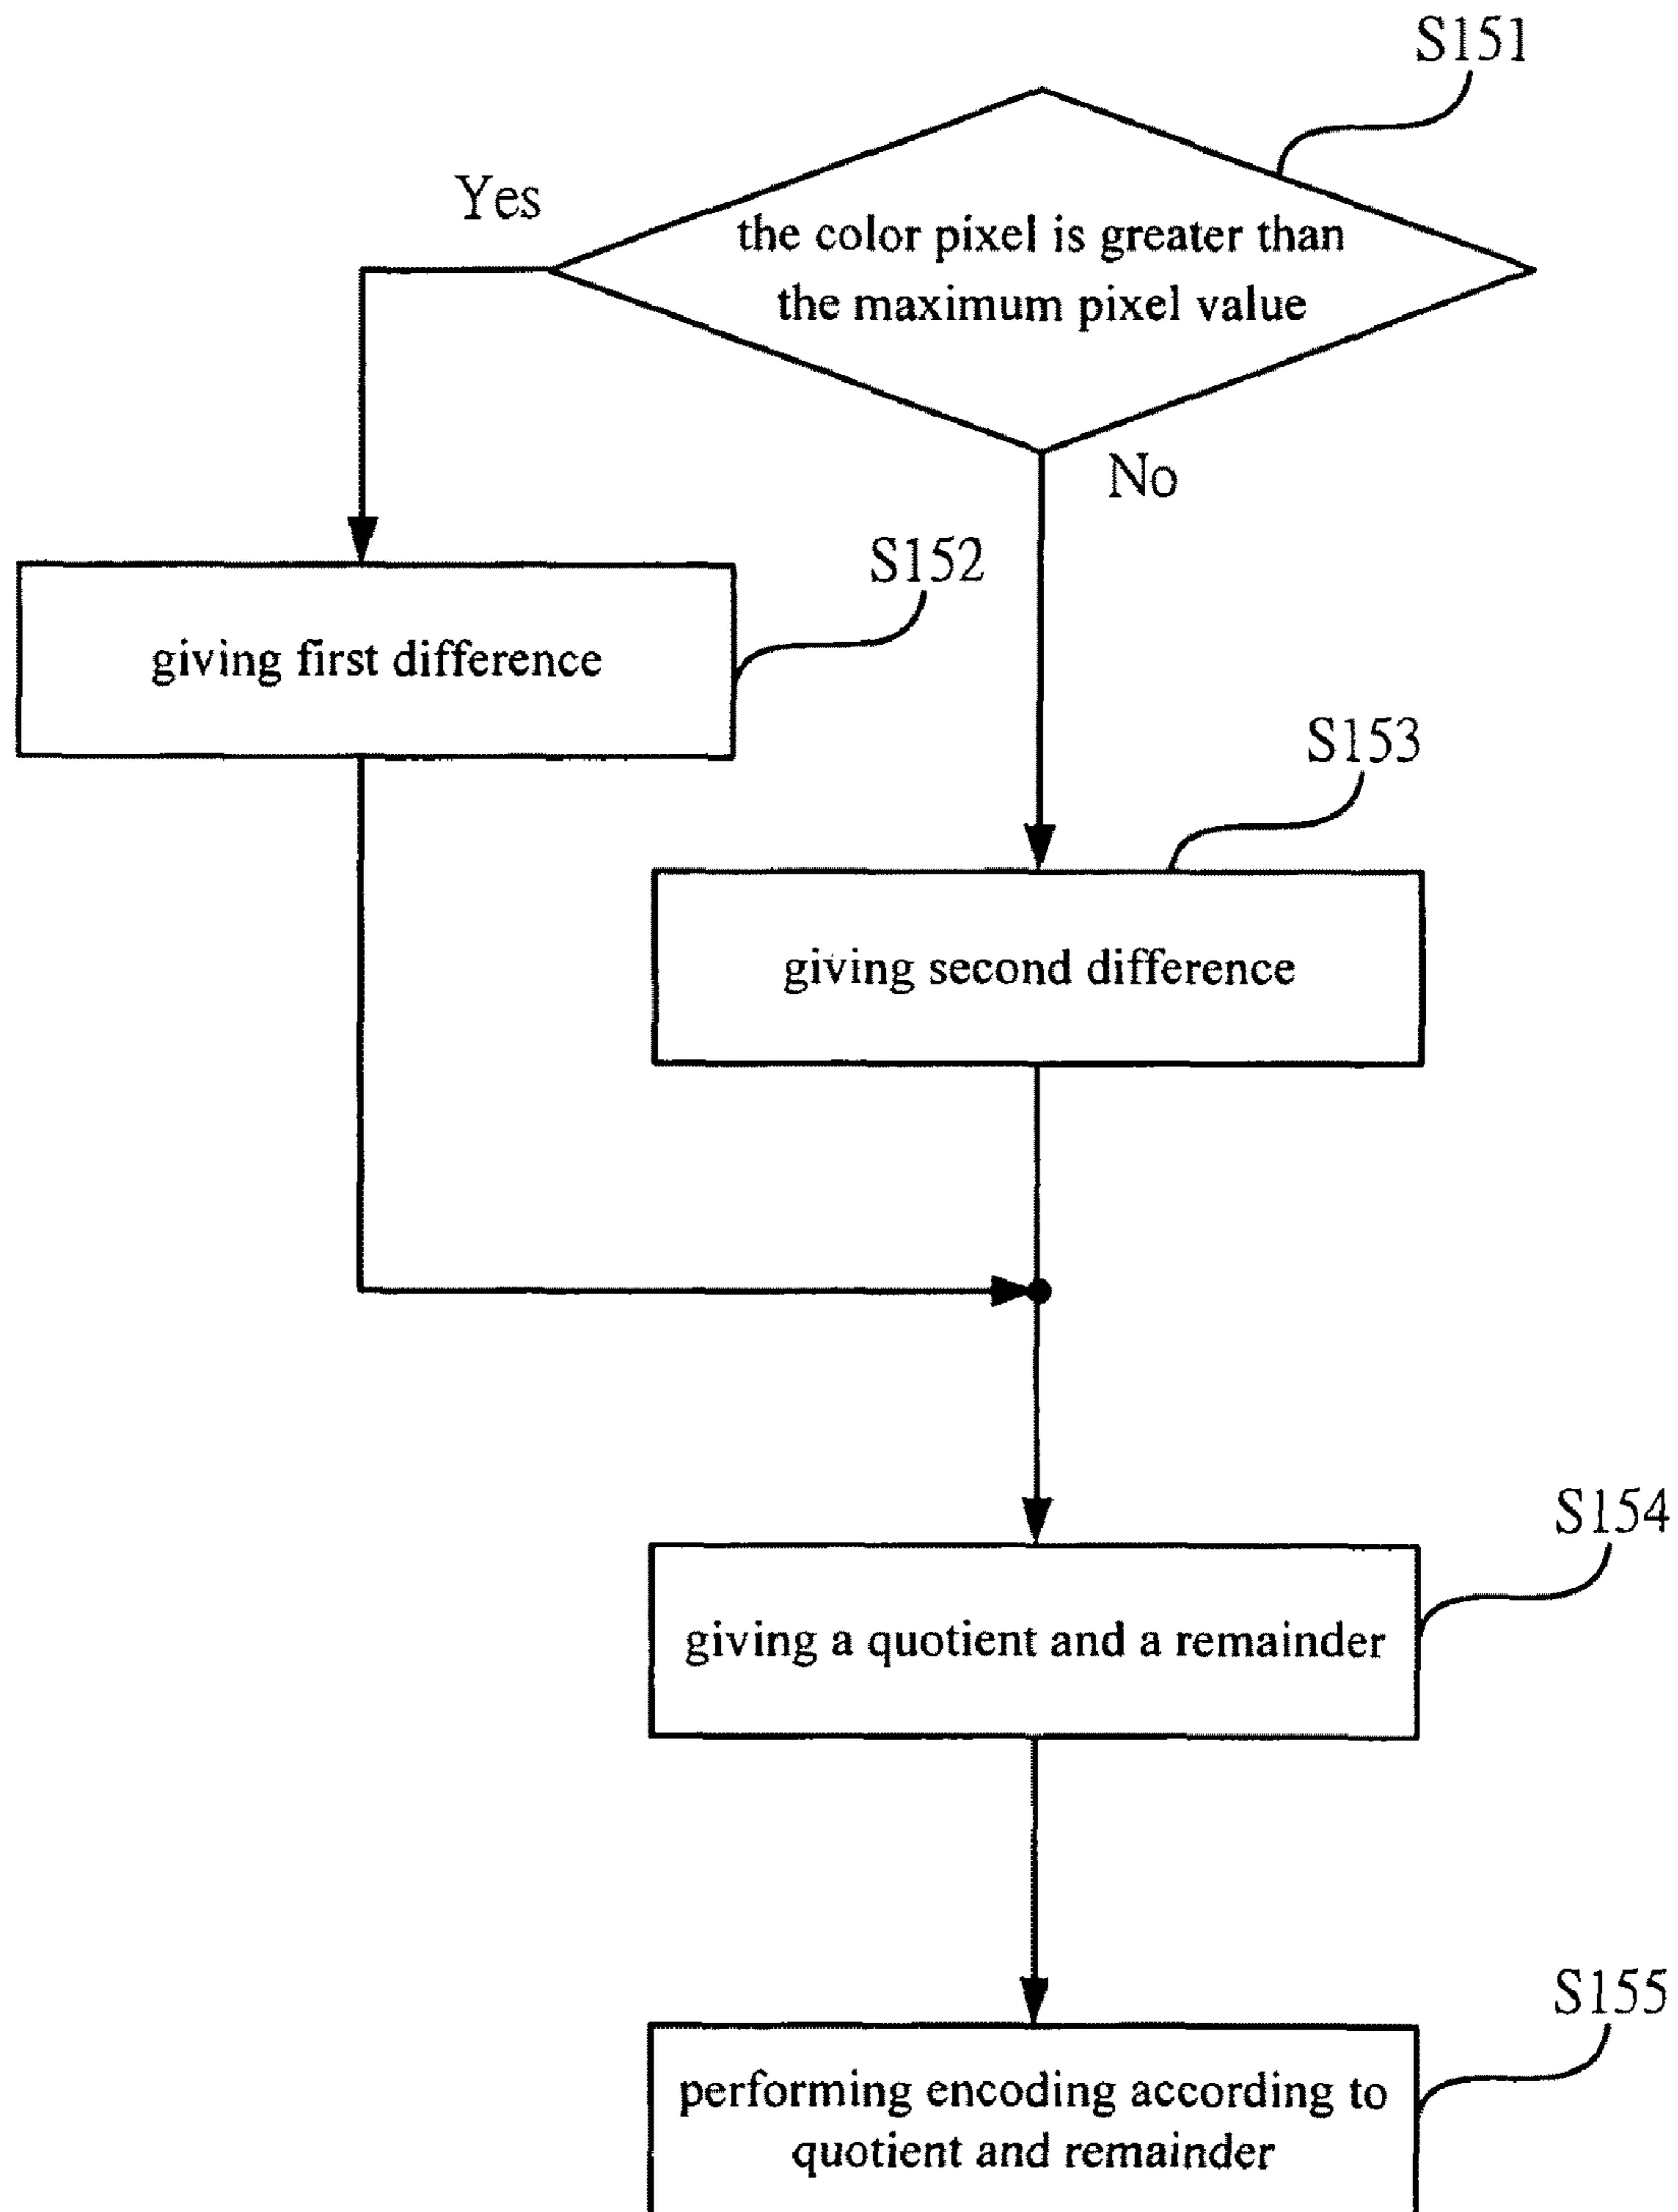 S151
Yes
the color pixel is greater than
the maximum pixel value
No
S152
giving first difference
S153
giving second difference
S154
giving a quotient and a remainder
S155
performing encoding according to
quotient and remainder